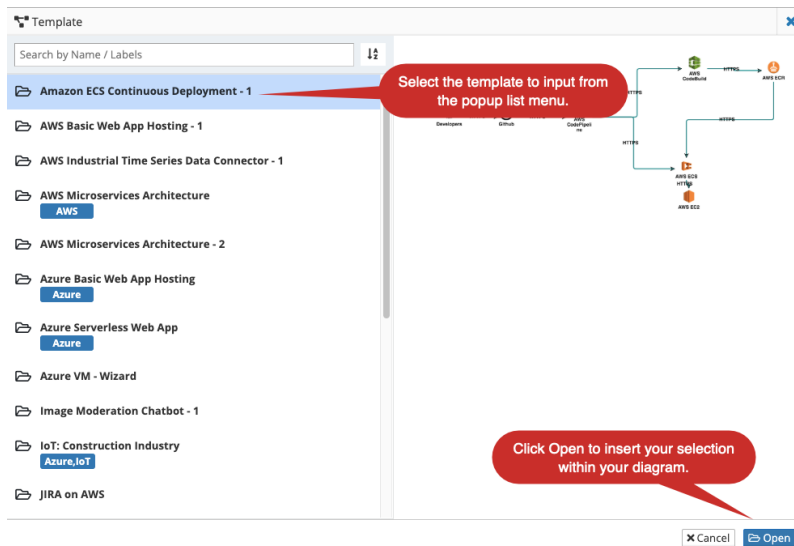 Template
Search by Name / Labels
Amazon ECS Continuous Deployment - 1
AWS Basic Web App Hosting - 1
AWS Industrial Time Series Data Connector - 1
AWS Microservices Architecture
AWS
AWS Microservices Architecture - 2
Azure Basic Web App Hosting
Azure
Azure Serverless Web App
Azure
Azure VM - Wizard
Image Moderation Chatbot - 1
IoT: Construction Industry
Azure,IoT
JIRA on AWS
Select the template to input from
the popup list menu.
AWS
CodeBuild
HTTPS
AWS ECR
HTTPS
Developers
Github
AWS
CodePipeli
ne
HTTPS
HTTPS
AWS ECS
HTTPS
AWS EC2
Click Open to insert your selection
within your diagram.
Cancel
Open